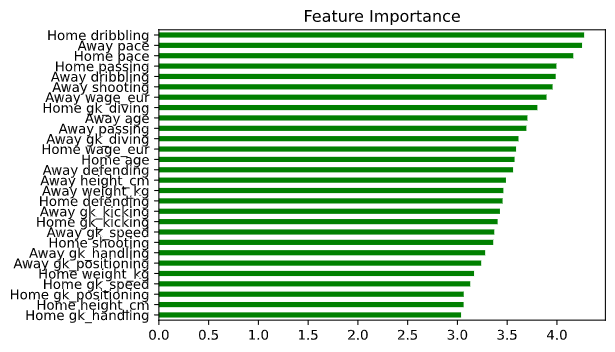 Feature Importance
Home dribbling
Away pace
Home pace
Home passing
Away dribbling
Away shooting
Away wage_eur
Home gk_diving
Away age
Away passing
Away gk_diving
Home wage_eur
Home age
Away defending
Away height_cm
Away weight_kg
Home defending
Away gk_kicking
Home gk_kicking
Away gk_speed
Home shooting
Away gk_handling
Away gk_positioning
Home weight_kg
Home gk_speed
Home gk_positioning
Home height_cm
Home gk_handling
0.0 0.5 1.0 1.5 2.0 2.5 3.0 3.5 4.0